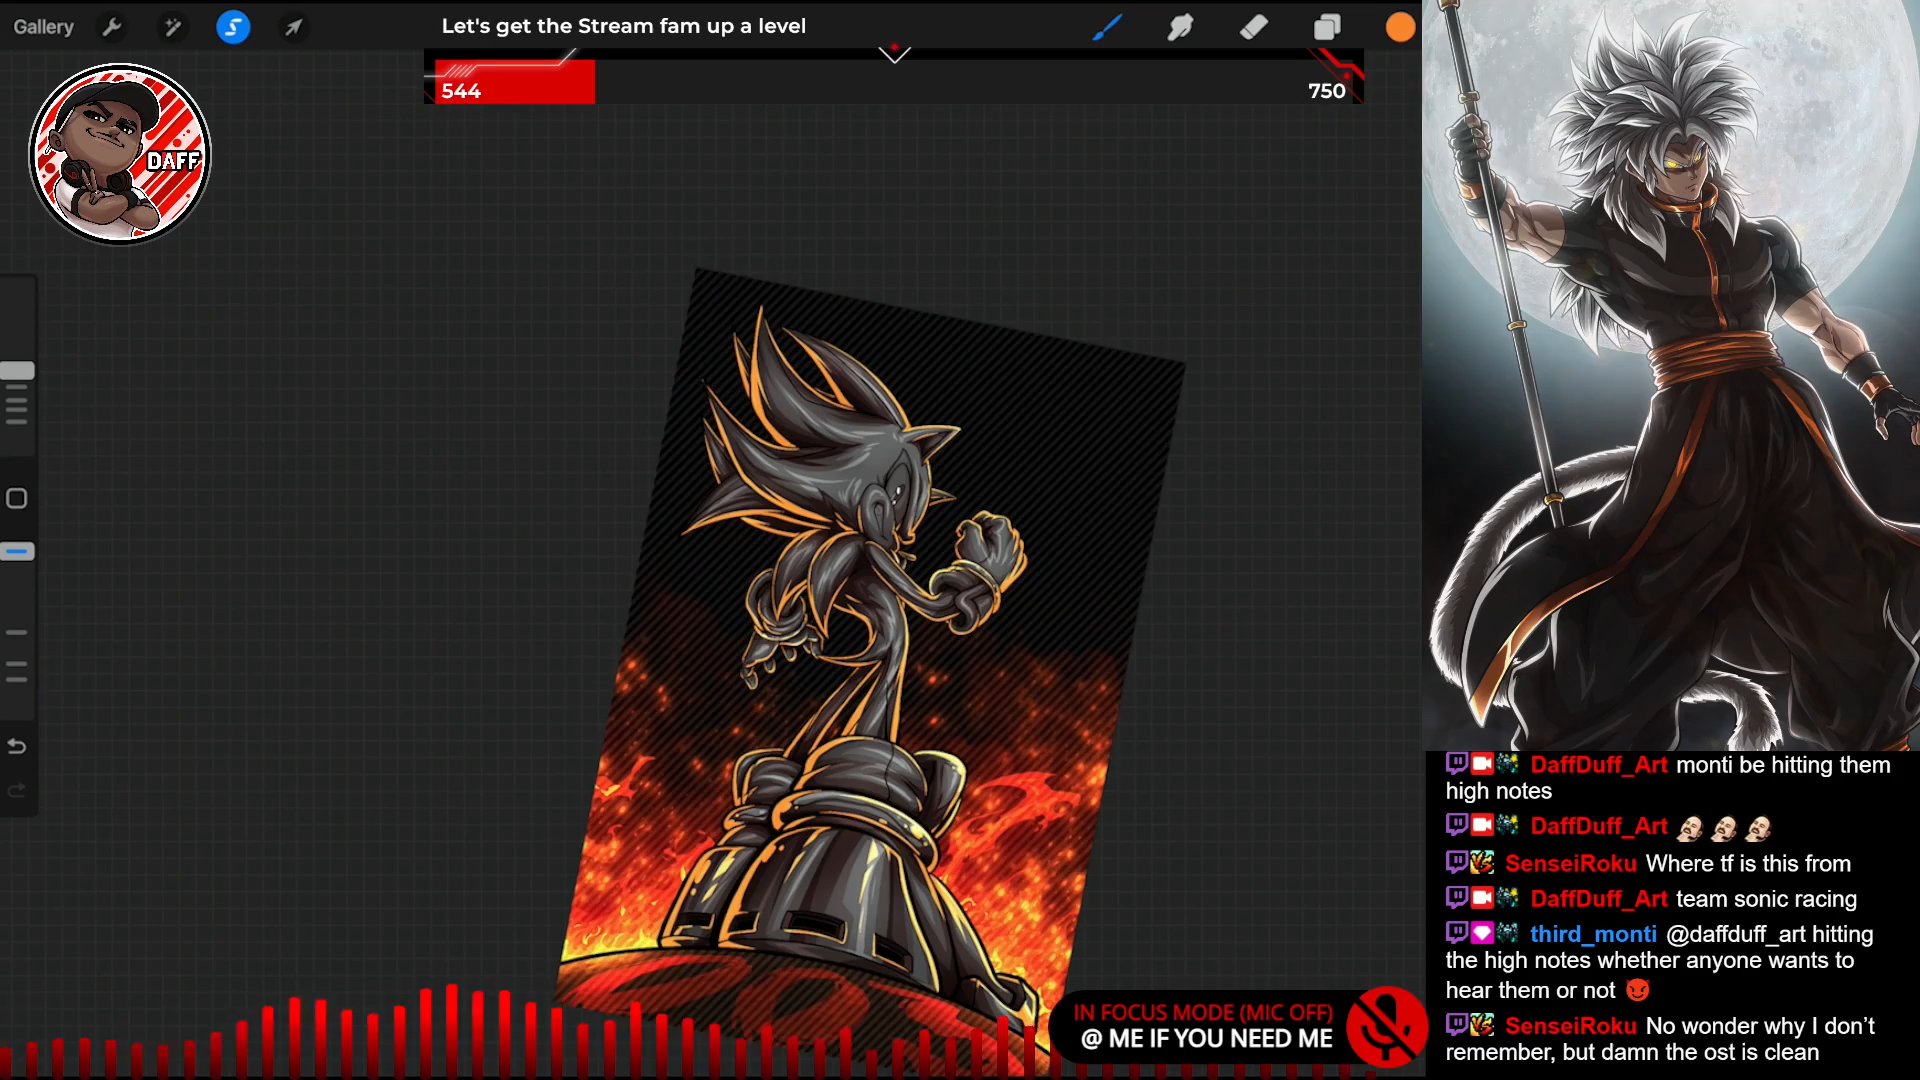 Gallery
Let's get the Stream fam up a level
544
750
DAFF
DaffDuff_Art monti be hitting them
high notes
DaffDuff_Art
SenseiRoku Where tf is this from
DaffDuff_Art team sonic racing
third_monti @daffduff_art hitting
the high notes whether anyone wants to
hear them or not 😈
SenseiRoku No wonder why I don't
remember, but damn the ost is clean
IN FOCUS MODE (MIC OFF)
@ ME IF YOU NEED ME